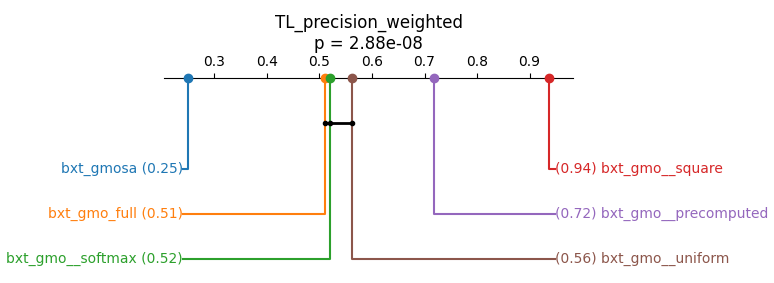 TL_precision_weighted
p = 2.88e-08
0.3 0.4 0.5 0.6 0.7 0.8 0.9
bxt_gmosa (0.25) (0.94) bxt_gmo__square
bxt_gmo_full (0.51) (0.72) bxt_gmo__precomputed
bxt_gmo__softmax (0.52) (0.56) bxt_gmo__uniform